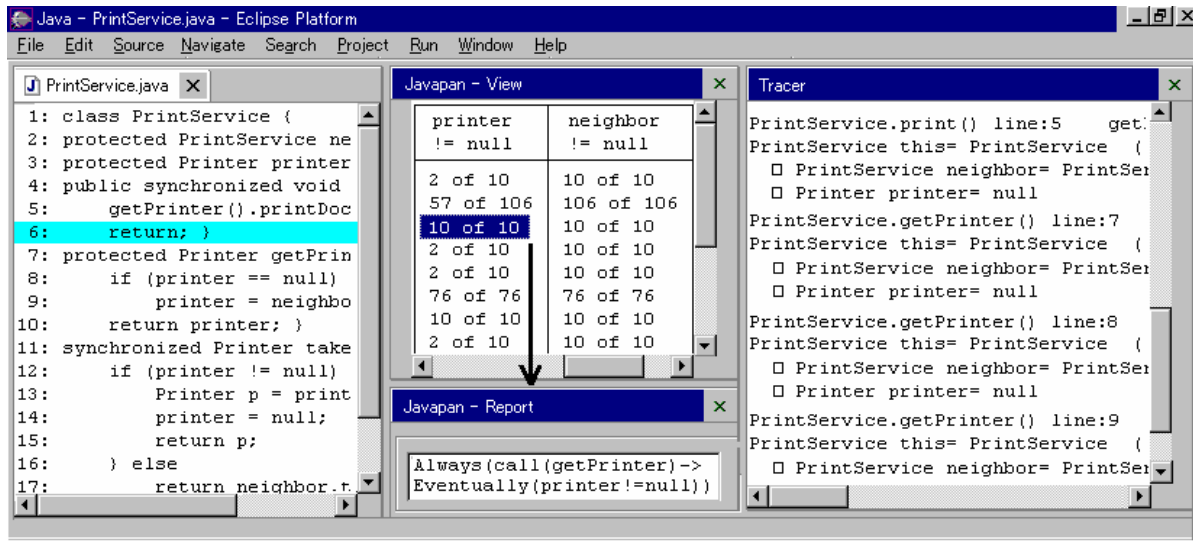 Java - PrintService.java - Eclipse Platform
File Edit Source Navigate Search Project Run Window Help
PrintService.java
1: class PrintService {
2: protected PrintService ne
3: protected Printer printer
4: public synchronized void
5: getPrinter().printDoc
6: return; }
7: protected Printer getPrin
8: if (printer == null)
9: printer = neighbo
10: return printer; }
11: synchronized Printer take
12: if (printer != null)
13: Printer p = print
14: printer = null;
15: return p;
16: } else
17: return neighbor.
Javapan - View
printer neighbor
!= null != null
2 of 10 10 of 10
57 of 106 106 of 106
10 of 10 10 of 10
2 of 10 10 of 10
2 of 10 10 of 10
76 of 76 76 of 76
10 of 10 10 of 10
2 of 10 10 of 10
Javapan - Report
Always(call(getPrinter)->
Eventually(printer!=null))
Tracer
PrintService.print() line:5 get
PrintService this= PrintService (
PrintService neighbor= PrintSer
Printer printer= null
PrintService.getPrinter() line:7
PrintService this= PrintService (
PrintService neighbor= PrintSer
Printer printer= null
PrintService.getPrinter() line:8
PrintService this= PrintService (
PrintService neighbor= PrintSer
Printer printer= null
PrintService.getPrinter() line:9
PrintService this= PrintService (
PrintService neighbor= PrintSer